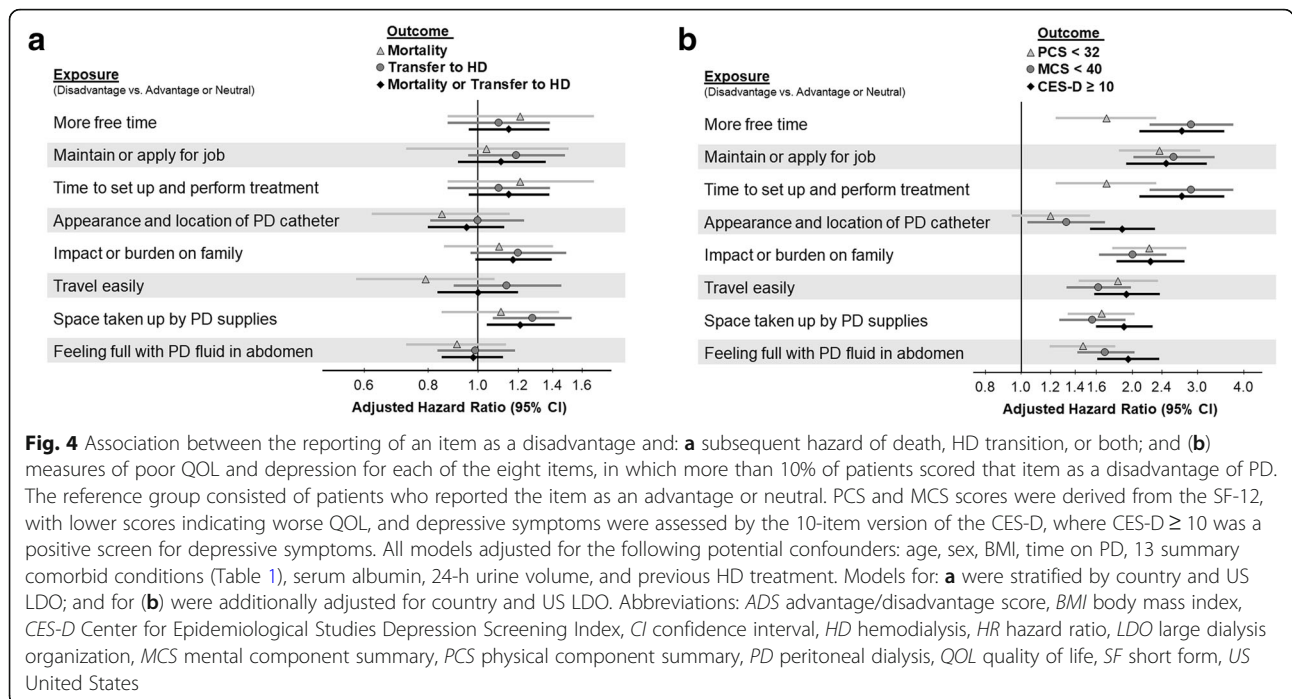 a
Outcome
Mortality
Transfer to HD
Mortality or Transfer to HD
Exposure
(Disadvantage vs. Advantage or Neutral)
More free time
Maintain or apply for job
Time to set up and perform treatment
Appearance and location of PD catheter
Impact or burden on family
Travel easily
Space taken up by PD supplies
Feeling full with PD fluid in abdomen
0.6 0.8 1.0 1.2 1.4 1.6
Adjusted Hazard Ratio (95% CI)
b
Outcome
PCS < 32
MCS < 40
CES-D ≥ 10
Exposure
(Disadvantage vs. Advantage or Neutral)
More free time
Maintain or apply for job
Time to set up and perform treatment
Appearance and location of PD catheter
Impact or burden on family
Travel easily
Space taken up by PD supplies
Feeling full with PD fluid in abdomen
0.8 1.0 1.2 1.4 1.6 2.0 2.4 3.0 4.0
Adjusted Hazard Ratio (95% CI)
Fig. 4 Association between the reporting of an item as a disadvantage and: a subsequent hazard of death, HD transition, or both; and (b)
measures of poor QOL and depression for each of the eight items, in which more than 10% of patients scored that item as a disadvantage of PD.
The reference group consisted of patients who reported the item as an advantage or neutral. PCS and MCS scores were derived from the SF-12,
with lower scores indicating worse QOL, and depressive symptoms were assessed by the 10-item version of the CES-D, where CES-D ≥ 10 was a
positive screen for depressive symptoms. All models adjusted for the following potential confounders: age, sex, BMI, time on PD, 13 summary
comorbid conditions (Table 1), serum albumin, 24-h urine volume, and previous HD treatment. Models for: a were stratified by country and US
LDO; and for (b) were additionally adjusted for country and US LDO. Abbreviations: ADS advantage/disadvantage score, BMI body mass index,
CES-D Center for Epidemiological Studies Depression Screening Index, CI confidence interval, HD hemodialysis, HR hazard ratio, LDO large dialysis
organization, MCS mental component summary, PCS physical component summary, PD peritoneal dialysis, QOL quality of life, SF short form, US
United States